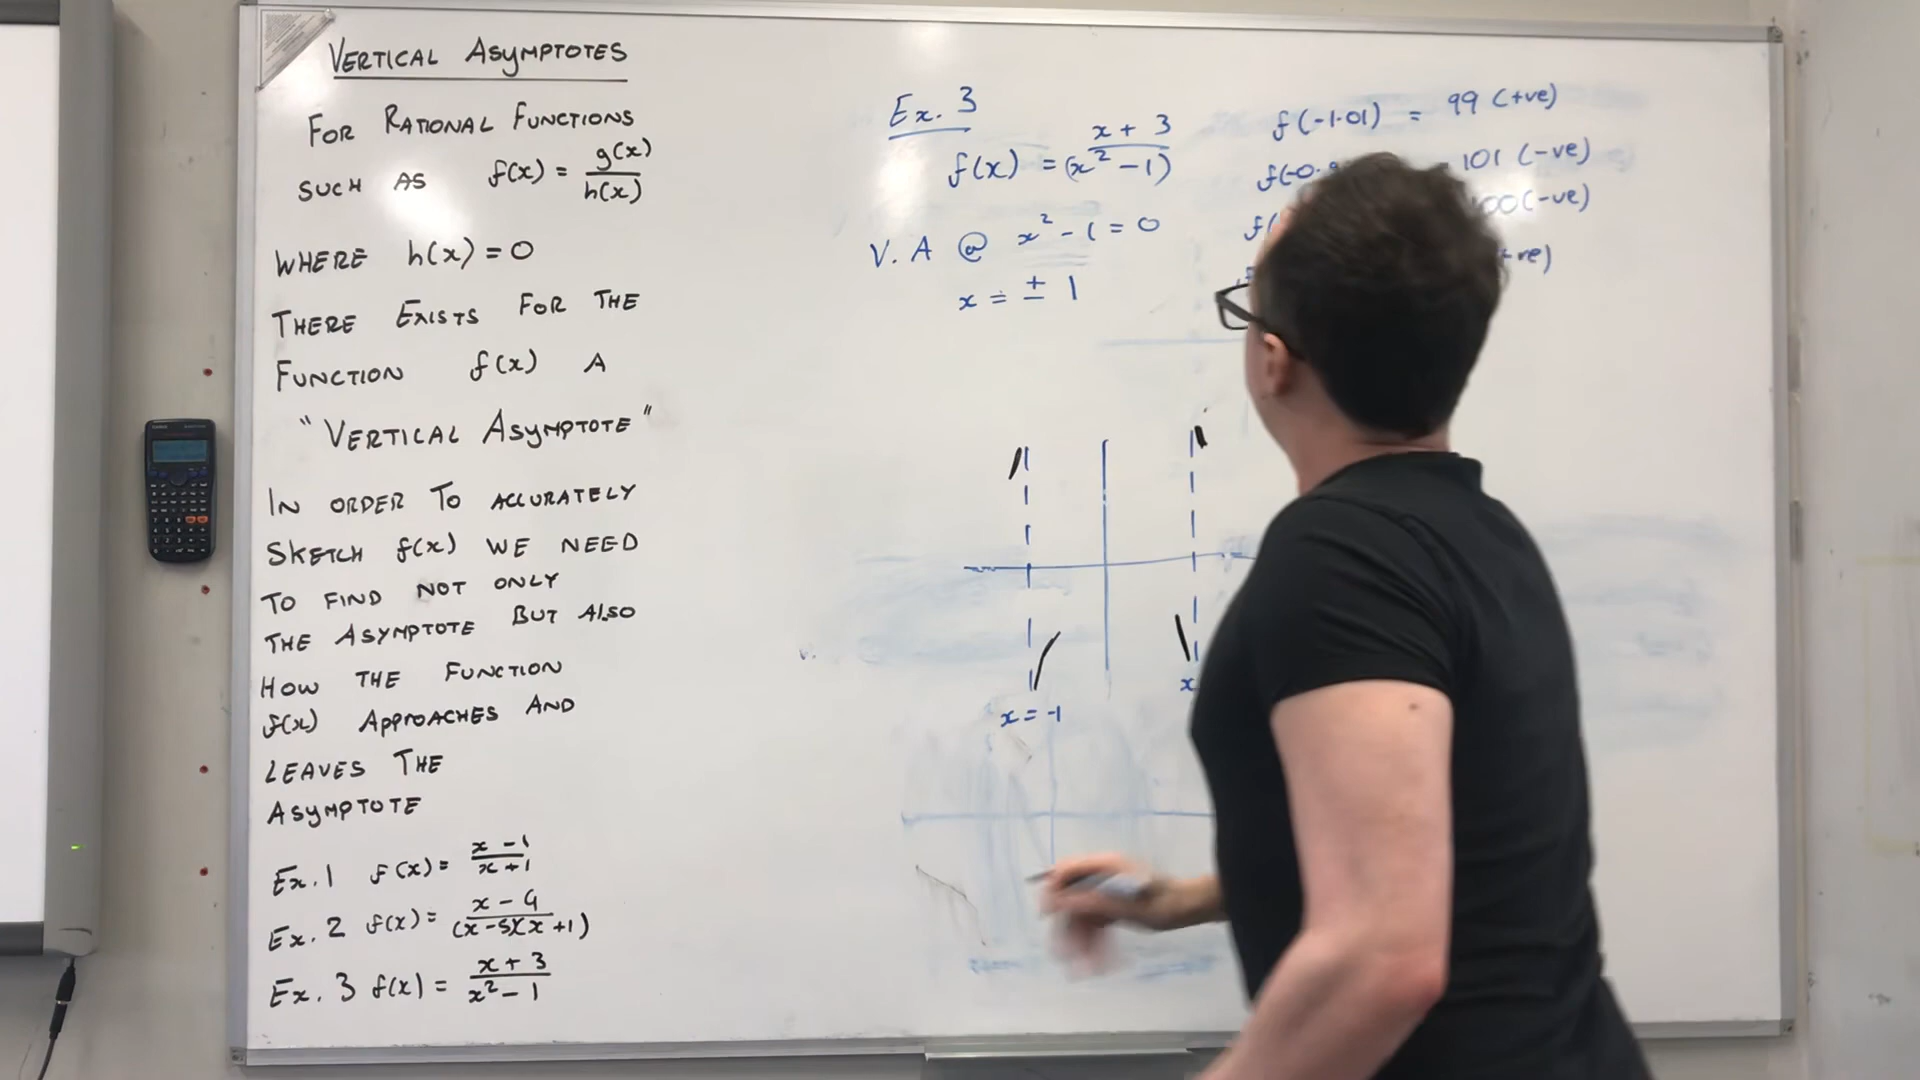 VERTICAL ASYMPTOTES
FOR RATIONAL FUNCTIONS
SUCH AS f(x) = g(x)/h(x)
WHERE h(x) = 0
THERE EXISTS FOR THE
FUNCTION f(x) A
"VERTICAL ASYMPTOTE"
IN ORDER TO ACCURATELY
SKETCH f(x) WE NEED
TO FIND NOT ONLY
THE ASYMPTOTE BUT ALSO
HOW THE FUNCTION
f(x) APPROACHES AND
LEAVES THE
ASYMPTOTE
Ex. 1 f(x) = x - 1/x + 1
Ex. 2 f(x) = x - 9/(x-5)(x+1)
Ex. 3 f(x) = x + 3/x² - 1
Ex. 3
f(x) = x + 3/(x² - 1)
V. A @ x² - 1 = 0
x = ± 1
f(-1.01) = 99 (+ve)
101 (-ve)
(-ve)
x = -1
x